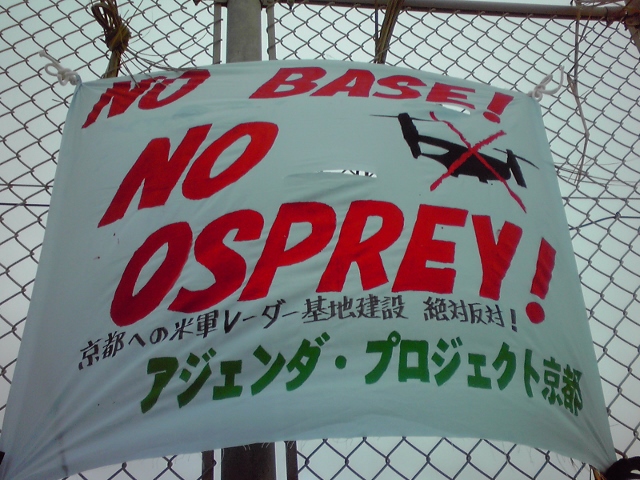 NO BASE!
NO
OSPREY!
京都への米軍レーダー基地建設 絶対反対!
アジェンダ・プロジェクト京都